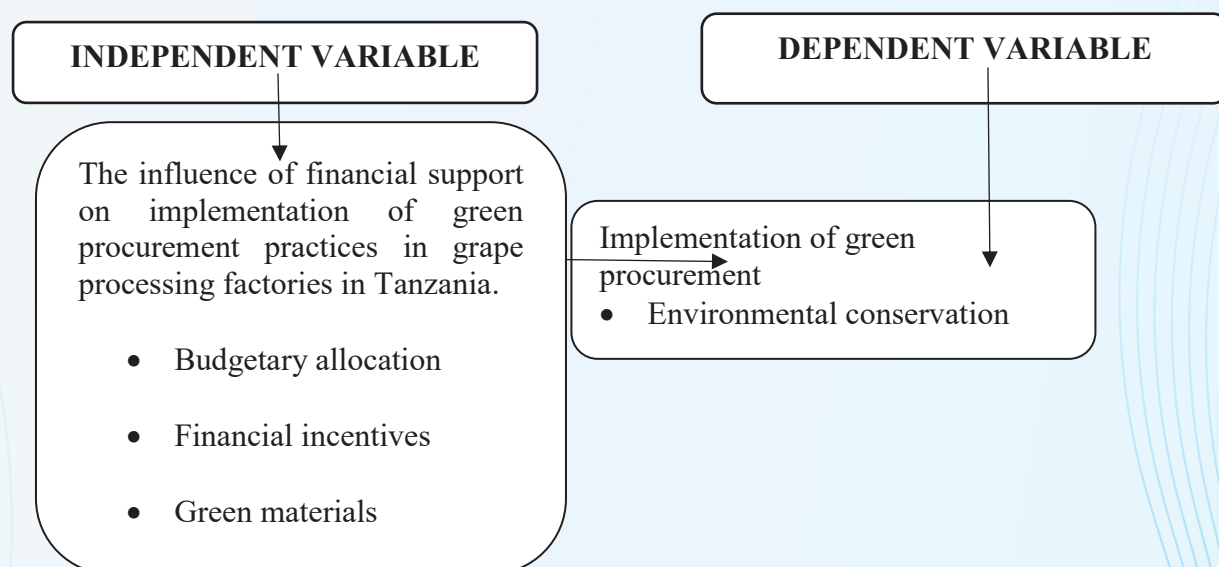 INDEPENDENT VARIABLE
The influence of financial support
on implementation of green
procurement practices in grape
processing factories in Tanzania.
• Budgetary allocation
• Financial incentives
• Green materials
DEPENDENT VARIABLE
Implementation of green
procurement
• Environmental conservation